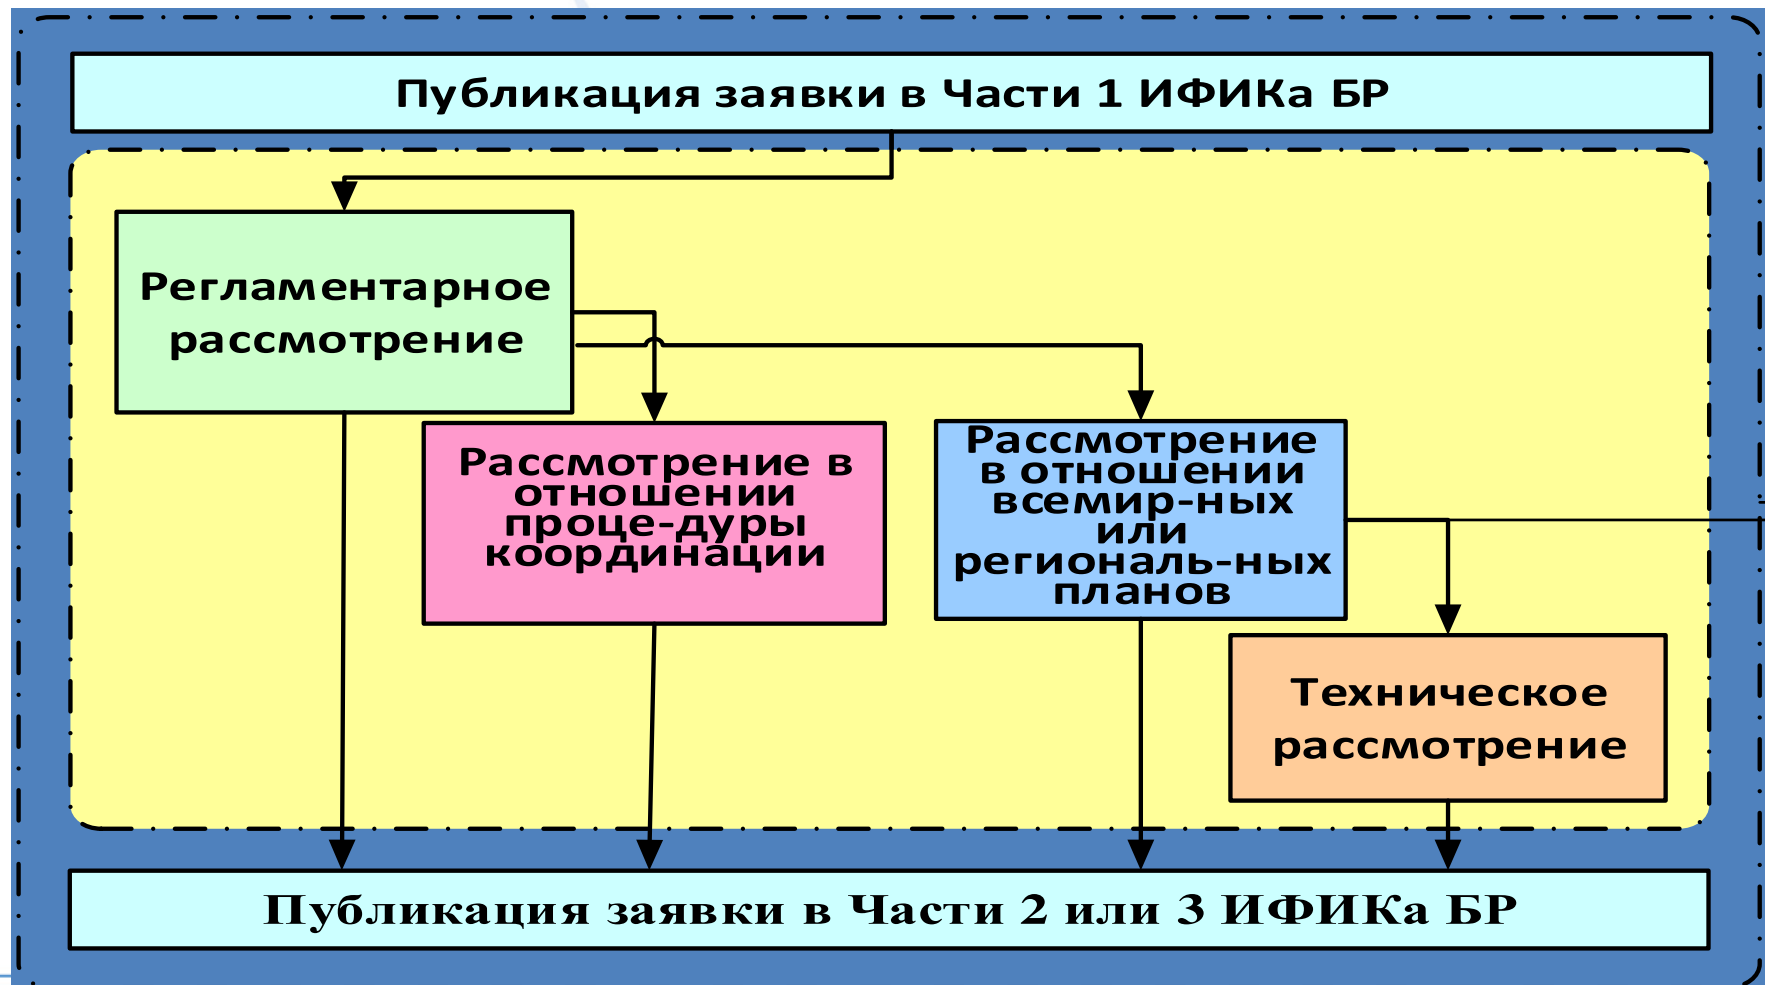 Публикация заявки в Части 1 ИФИКа БР
Регламентарное
рассмотрение
Рассмотрение в
отношении
проце-дуры
координации
Рассмотрение
в отношении
всемир-ных
или
региональ-ных
планов
Техническое
рассмотрение
Публикация заявки в Части 2 или 3 ИФИКа БР